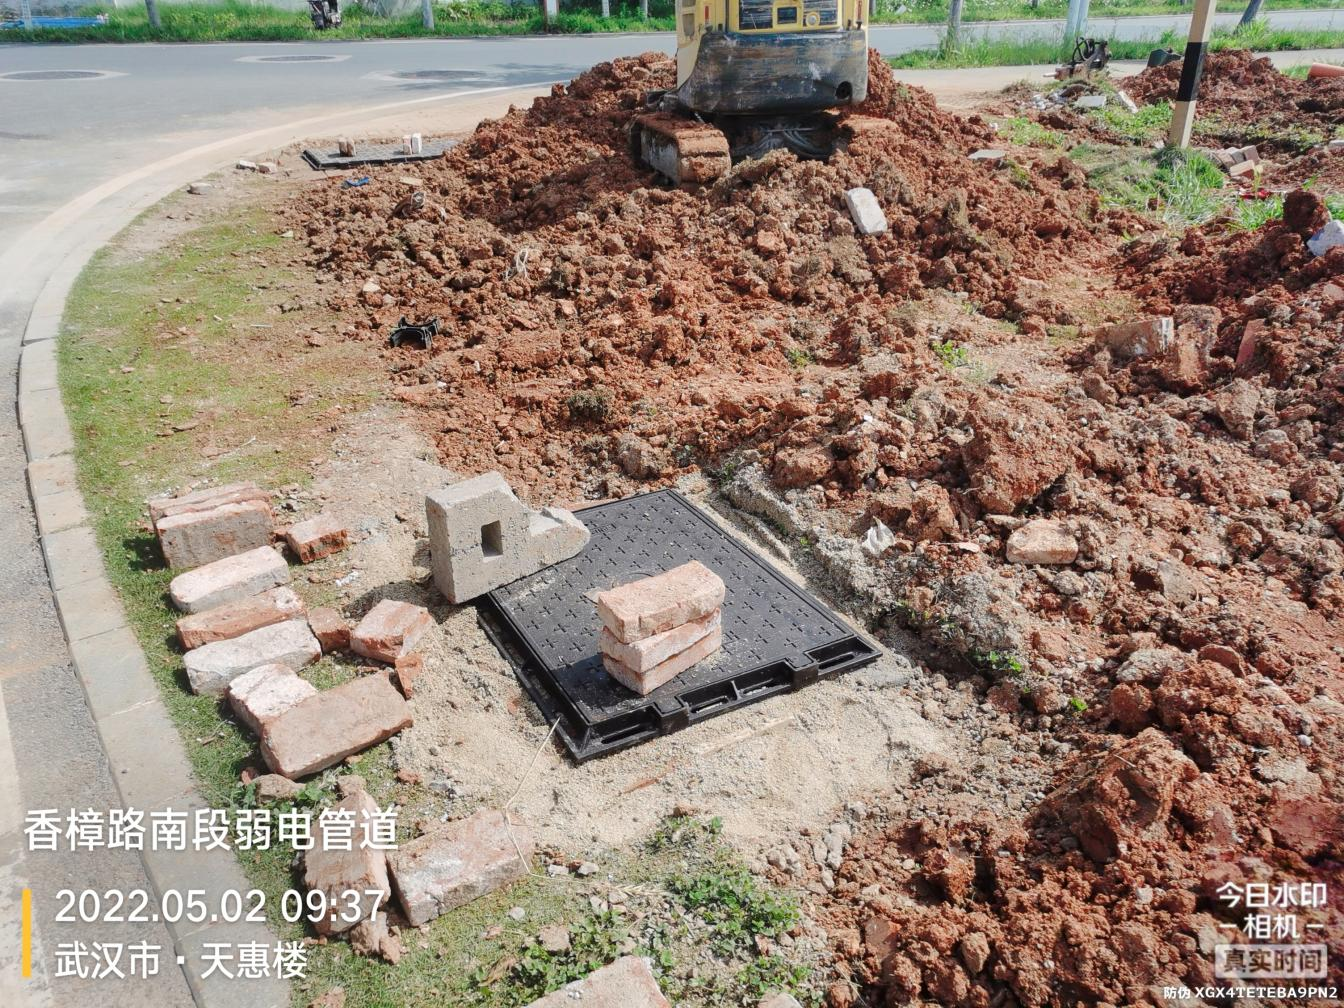 香樟路南段弱电管道
2022.05.02 09:37
武汉市·天惠楼
今日水印
相机
真实时间
防伪 XGX4TETEBA9PN2